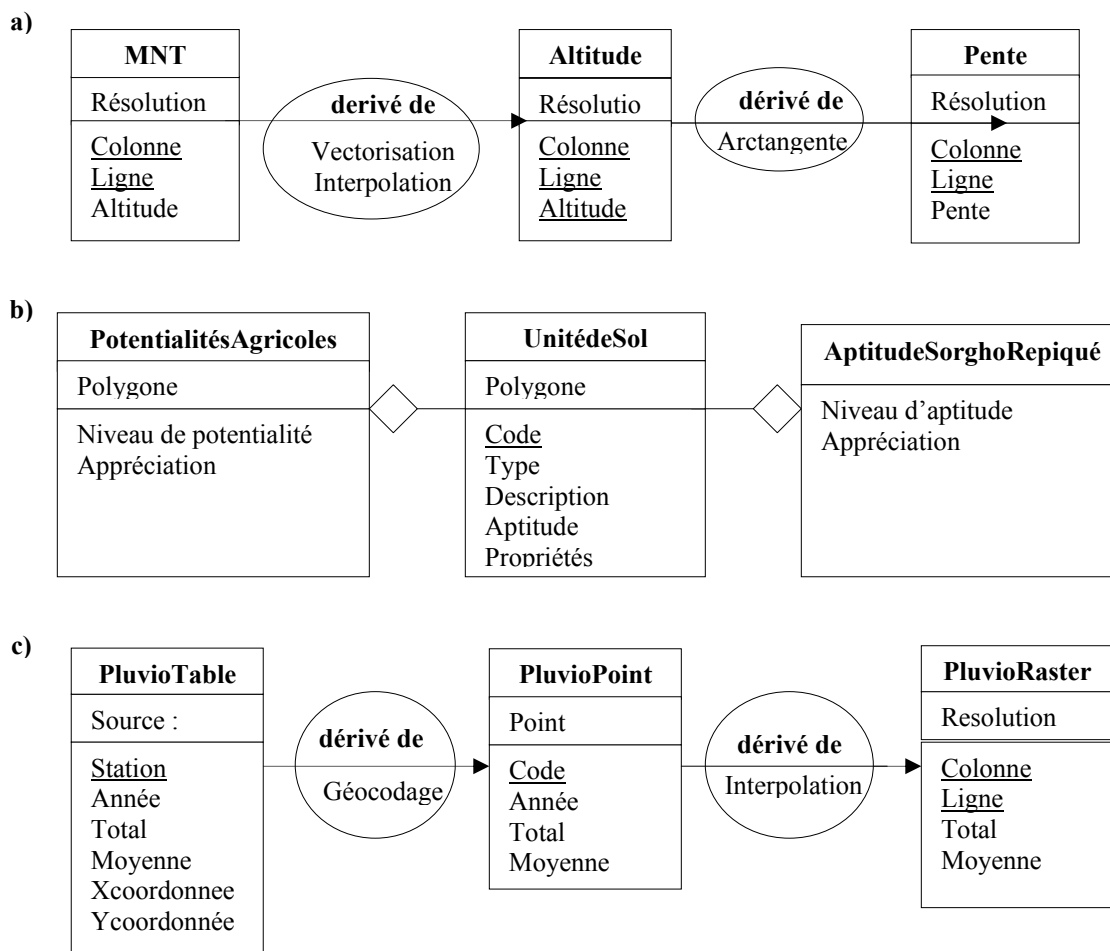 a)
MNT
Résolution
Colonne
Ligne
Altitude
derivé de
Vectorisation
Interpolation
Altitude
Résolutio
Colonne
Ligne
Altitude
dérivé de
Arctangente
Pente
Résolution
Colonne
Ligne
Pente
b)
PotentialitésAgricoles
Polygone
Niveau de potentialité
Appréciation
UnitédeSol
Polygone
Code
Type
Description
Aptitude
Propriétés
AptitudeSorghoRepiqué
Niveau d’aptitude
Appréciation
c)
PluvioTable
Source :
Station
Année
Total
Moyenne
Xcoordonnee
Ycoordonnée
dérivé de
Géocodage
PluvioPoint
Point
Code
Année
Total
Moyenne
dérivé de
Interpolation
PluvioRaster
Resolution
Colonne
Ligne
Total
Moyenne